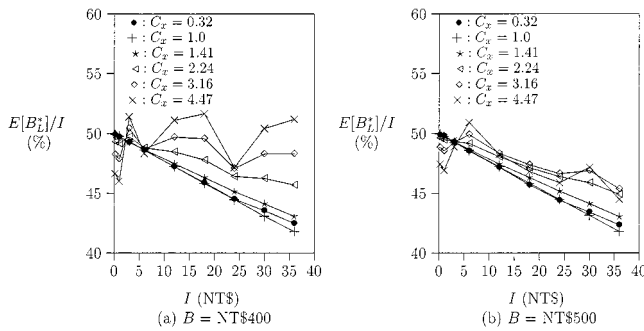 60
55
50
45
40
E[B*_L]/I
(%)
● : C_x = 0.32
+ : C_x = 1.0
★ : C_x = 1.41
◁ : C_x = 2.24
◇ : C_x = 3.16
× : C_x = 4.47
0 5 10 15 20 25 30 35 40
I (NT$)
(a) B = NT$400
60
55
50
45
40
E[B*_L]/I
(%)
● : C_x = 0.32
+ : C_x = 1.0
★ : C_x = 1.41
◁ : C_x = 2.24
◇ : C_x = 3.16
× : C_x = 4.47
0 5 10 15 20 25 30 35 40
I (NT$)
(b) B = NT$500